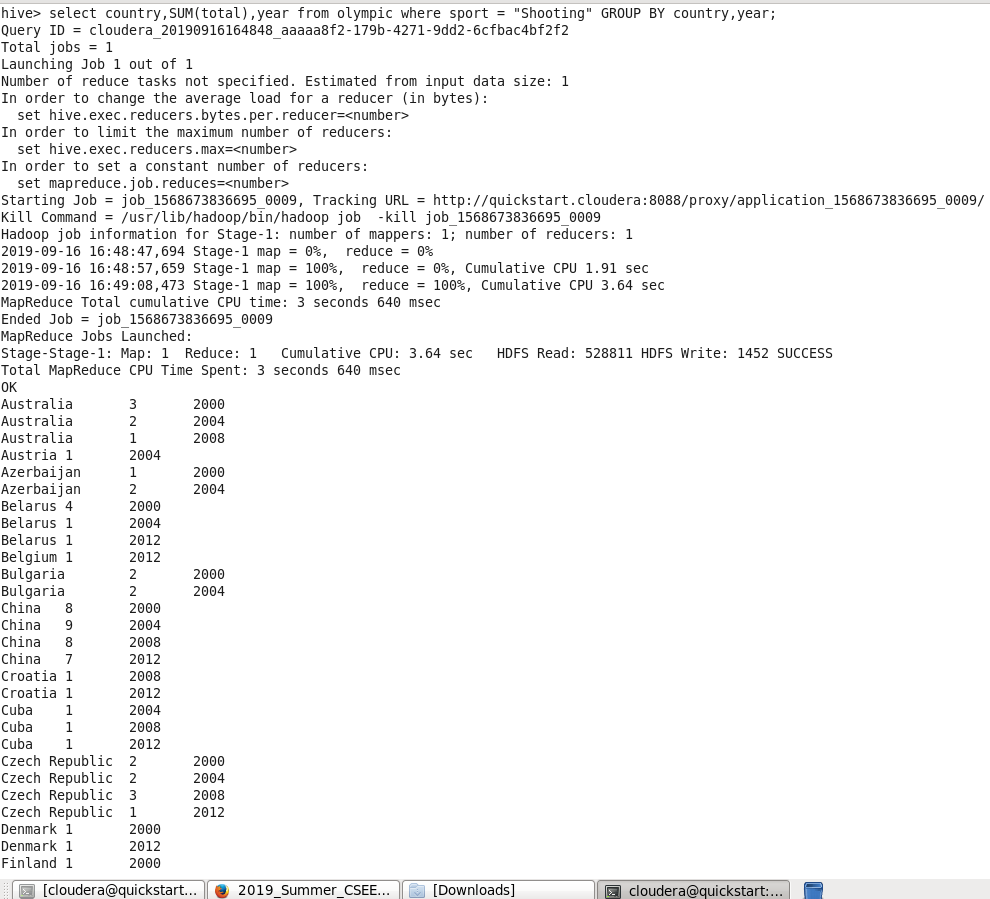 hive> select country,SUM(total),year from olympic where sport = "Shooting" GROUP BY country,year;
Query ID = cloudera_20190916164848_aaaaa8f2-179b-4271-9dd2-6cfbac4bf2f2
Total jobs = 1
Launching Job 1 out of 1
Number of reduce tasks not specified. Estimated from input data size: 1
In order to change the average load for a reducer (in bytes):
  set hive.exec.reducers.bytes.per.reducer=<number>
In order to limit the maximum number of reducers:
  set hive.exec.reducers.max=<number>
In order to set a constant number of reducers:
  set mapreduce.job.reduces=<number>
Starting Job = job_1568673836695_0009, Tracking URL = http://quickstart.cloudera:8088/proxy/application_1568673836695_0009/
Kill Command = /usr/lib/hadoop/bin/hadoop job  -kill job_1568673836695_0009
Hadoop job information for Stage-1: number of mappers: 1; number of reducers: 1
2019-09-16 16:48:47,694 Stage-1 map = 0%,  reduce = 0%
2019-09-16 16:48:57,659 Stage-1 map = 100%,  reduce = 0%, Cumulative CPU 1.91 sec
2019-09-16 16:49:08,473 Stage-1 map = 100%,  reduce = 100%, Cumulative CPU 3.64 sec
MapReduce Total cumulative CPU time: 3 seconds 640 msec
Ended Job = job_1568673836695_0009
MapReduce Jobs Launched:
Stage-Stage-1: Map: 1  Reduce: 1   Cumulative CPU: 3.64 sec   HDFS Read: 528811 HDFS Write: 1452 SUCCESS
Total MapReduce CPU Time Spent: 3 seconds 640 msec
OK
Australia	3	2000
Australia	2	2004
Australia	1	2008
Austria	1	2004
Azerbaijan	1	2000
Azerbaijan	2	2004
Belarus	4	2000
Belarus	1	2004
Belarus	1	2012
Belgium	1	2012
Bulgaria	2	2000
Bulgaria	2	2004
China	8	2000
China	9	2004
China	8	2008
China	7	2012
Croatia	1	2008
Croatia	1	2012
Cuba	1	2004
Cuba	1	2008
Cuba	1	2012
Czech Republic	2	2000
Czech Republic	2	2004
Czech Republic	3	2008
Czech Republic	1	2012
Denmark	1	2000
Denmark	1	2012
Finland	1	2000
[cloudera@quickstart... 2019_Summer_CSEE... [Downloads] cloudera@quickstart:...